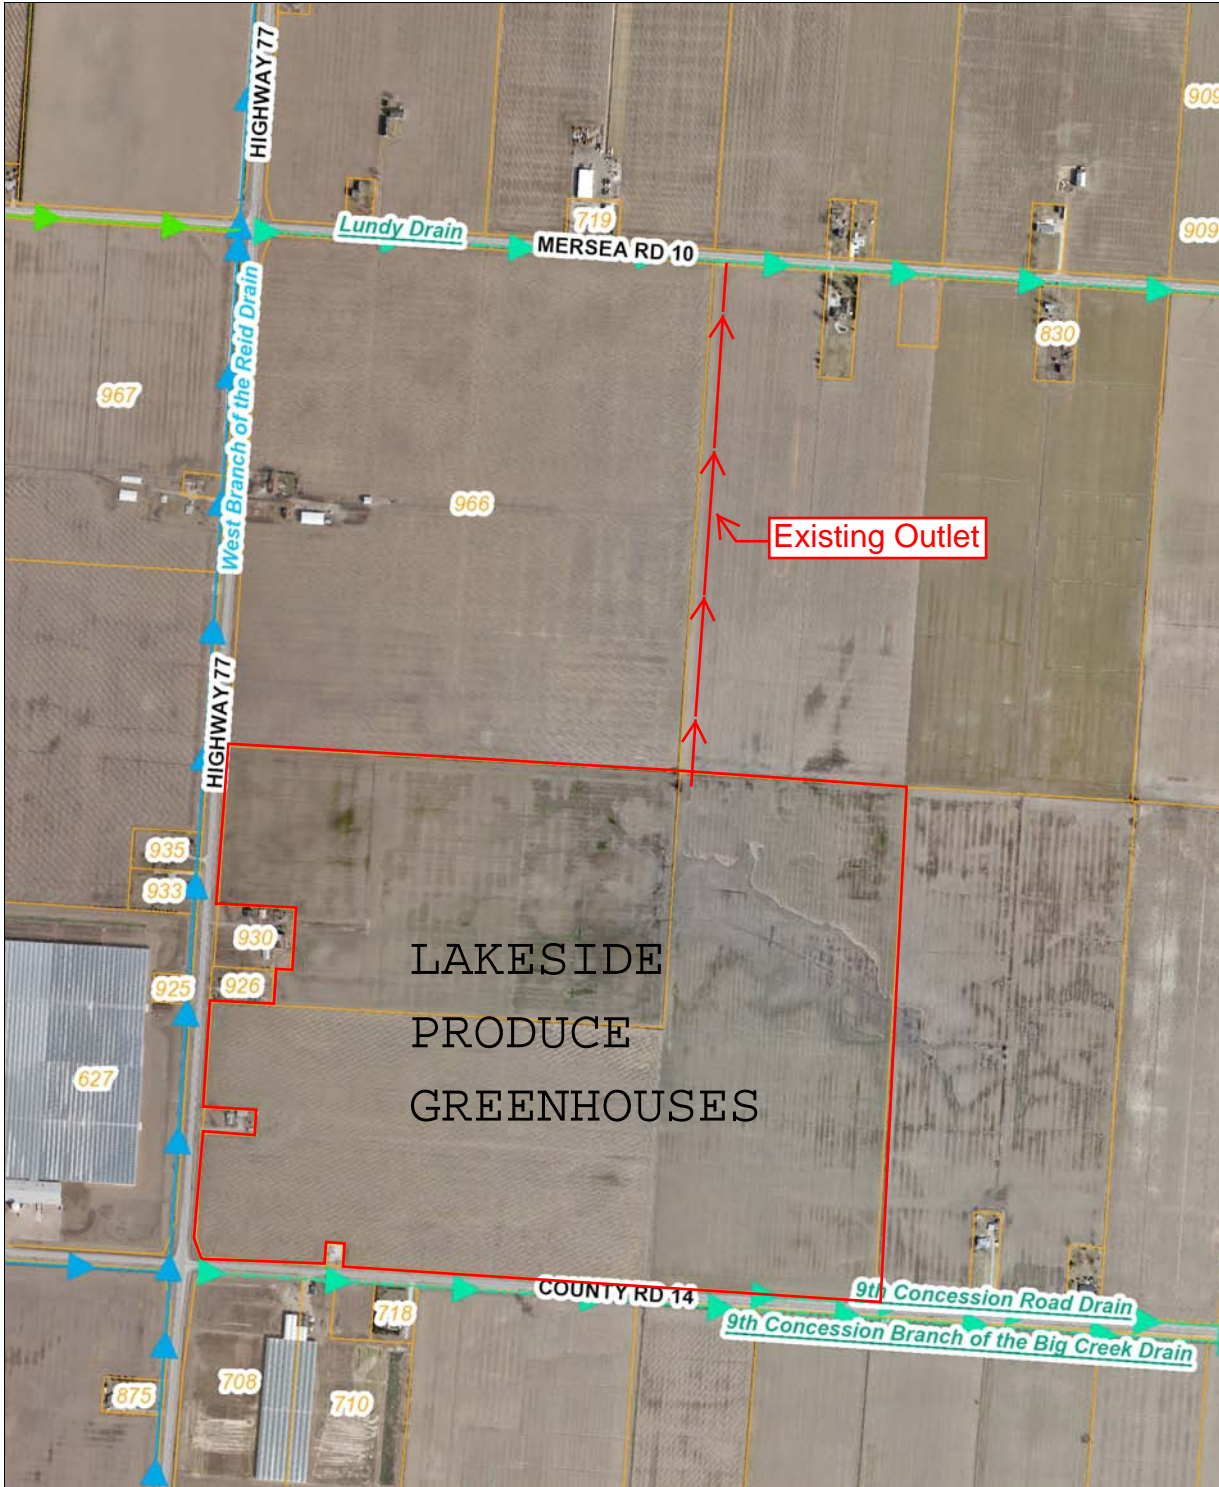 HIGHWAY 77
909
Lundy Drain
719
MERSEA RD 10
909
West Branch of the Reid Drain
830
967
966
Existing Outlet
HIGHWAY 77
935
933
930
LAKESIDE
925
926
PRODUCE
627
GREENHOUSES
COUNTY RD 14
9th Concession Road Drain
718
9th Concession Branch of the Big Creek Drain
708
875
710